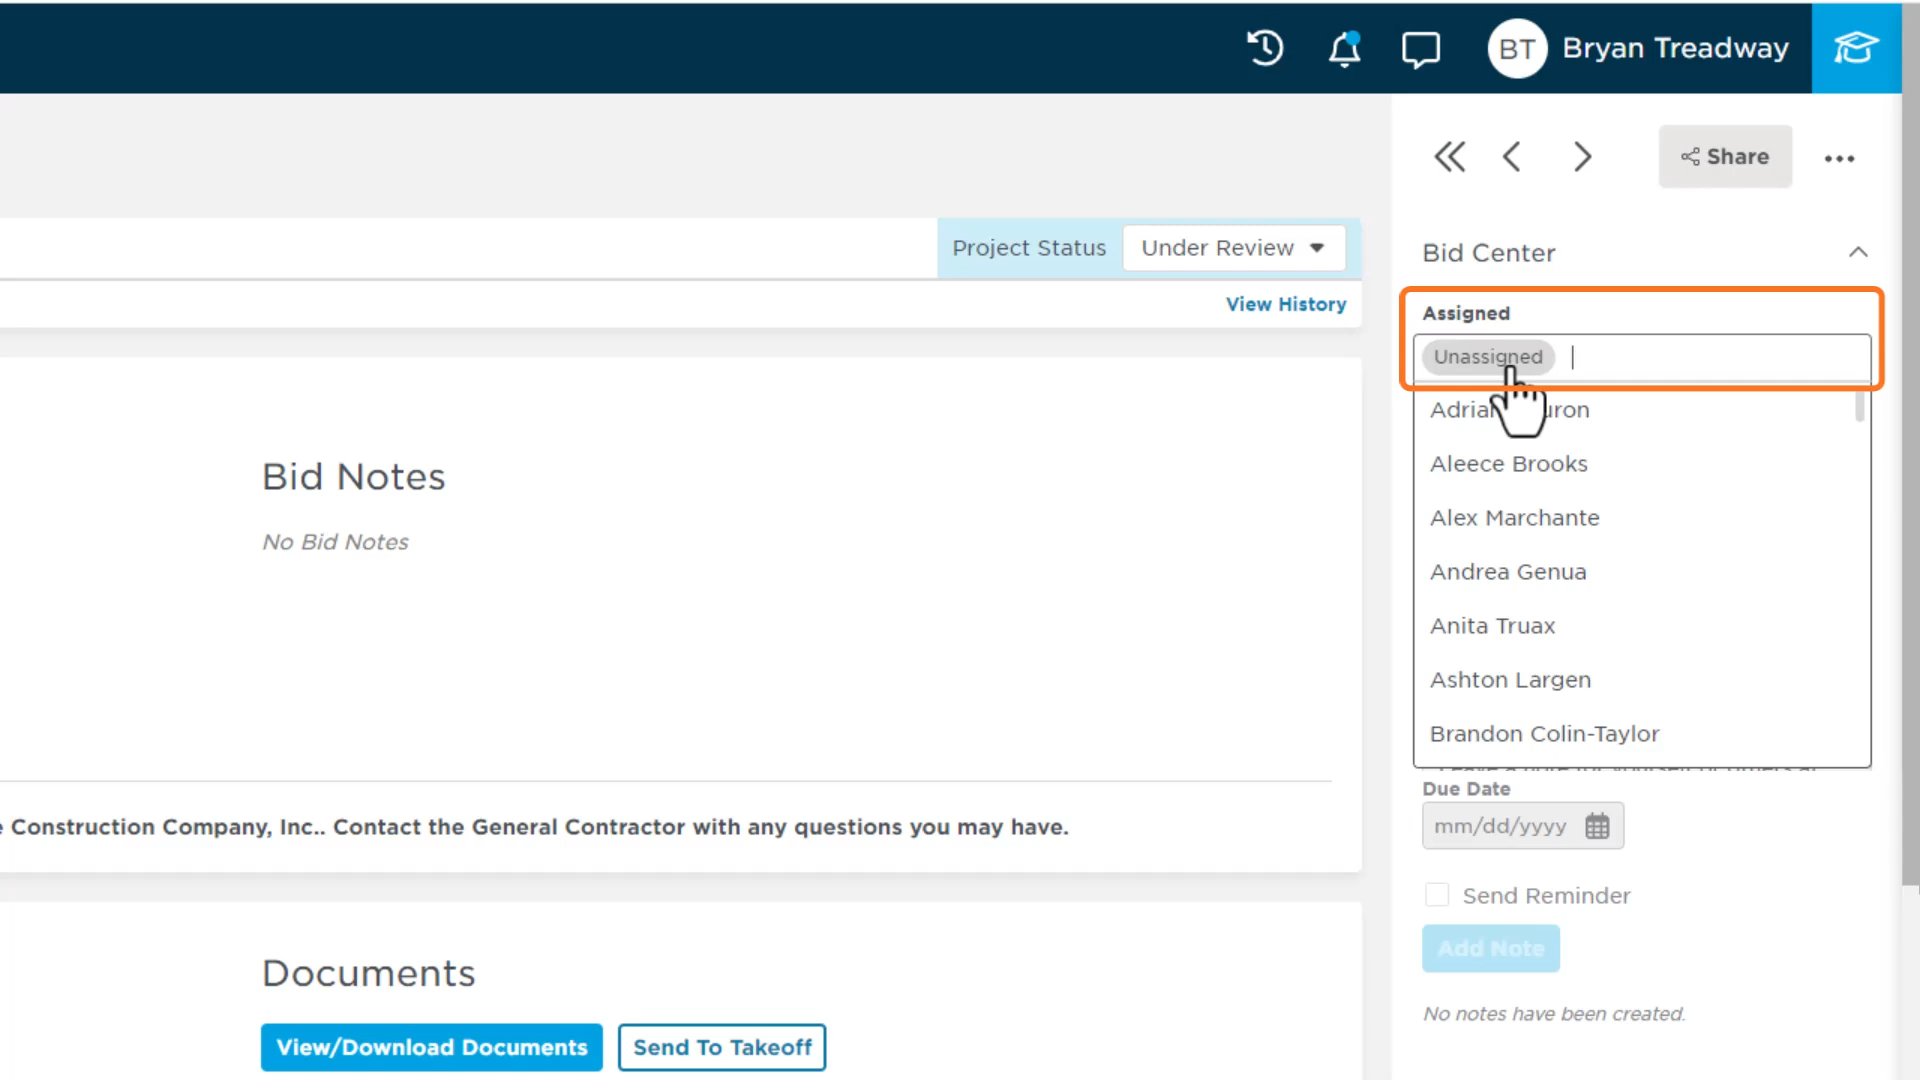 BT Bryan Treadway
Share
Project Status Under Review
Bid Center
View History
Assigned
Unassigned
Aleece Brooks
Alex Marchante
Andrea Genua
Anita Truax
Ashton Largen
Brandon Colin-Taylor
Bid Notes
No Bid Notes
Due Date
mm/dd/yyyy
Construction Company, Inc.. Contact the General Contractor with any questions you may have.
Send Reminder
Add Note
Documents
No notes have been created.
View/Download Documents Send To Takeoff